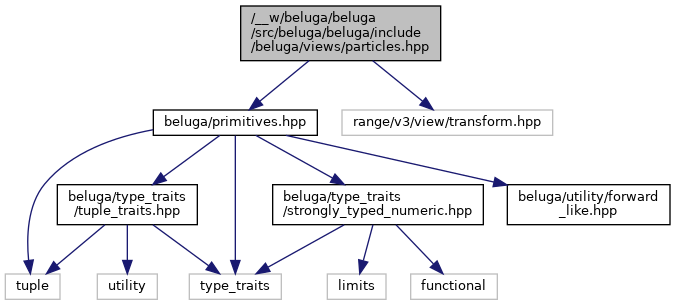 /__w/beluga/beluga
/src/beluga/beluga/include
/beluga/views/particles.hpp
beluga/primitives.hpp
range/v3/view/transform.hpp
beluga/type_traits
/tuple_traits.hpp
beluga/type_traits
/strongly_typed_numeric.hpp
beluga/utility/forward
_like.hpp
tuple
utility
type_traits
limits
functional